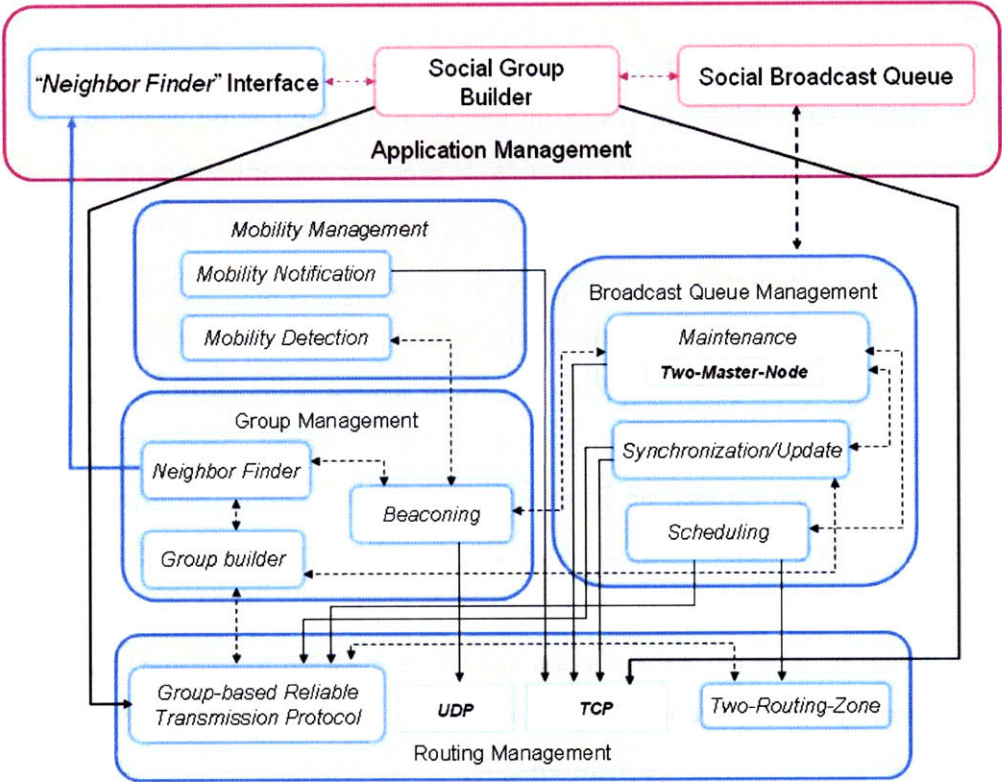 "Neighbor Finder" Interface
Social Group
Builder
Social Broadcast Queue
Application Management
Mobility Management
Mobility Notification
Mobility Detection
Broadcast Queue Management
Maintenance
Two-Master-Node
Synchronization/Update
Scheduling
Group Management
Neighbor Finder
Beaconing
Group builder
Group-based Reliable
Transmission Protocol
UDP
TCP
Two-Routing-Zone
Routing Management